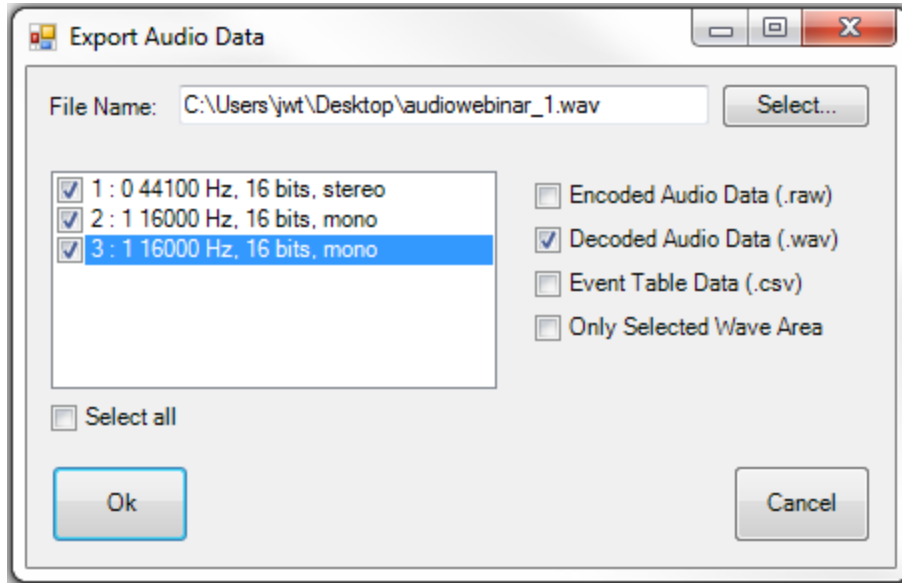 Export Audio Data
File Name: C:\Users\jwt\Desktop\audiowebinar_1.wav Select...
1 : 0 44100 Hz, 16 bits, stereo
2 : 1 16000 Hz, 16 bits, mono
3 : 1 16000 Hz, 16 bits, mono
Encoded Audio Data (.raw)
Decoded Audio Data (.wav)
Event Table Data (.csv)
Only Selected Wave Area
Select all
Ok Cancel